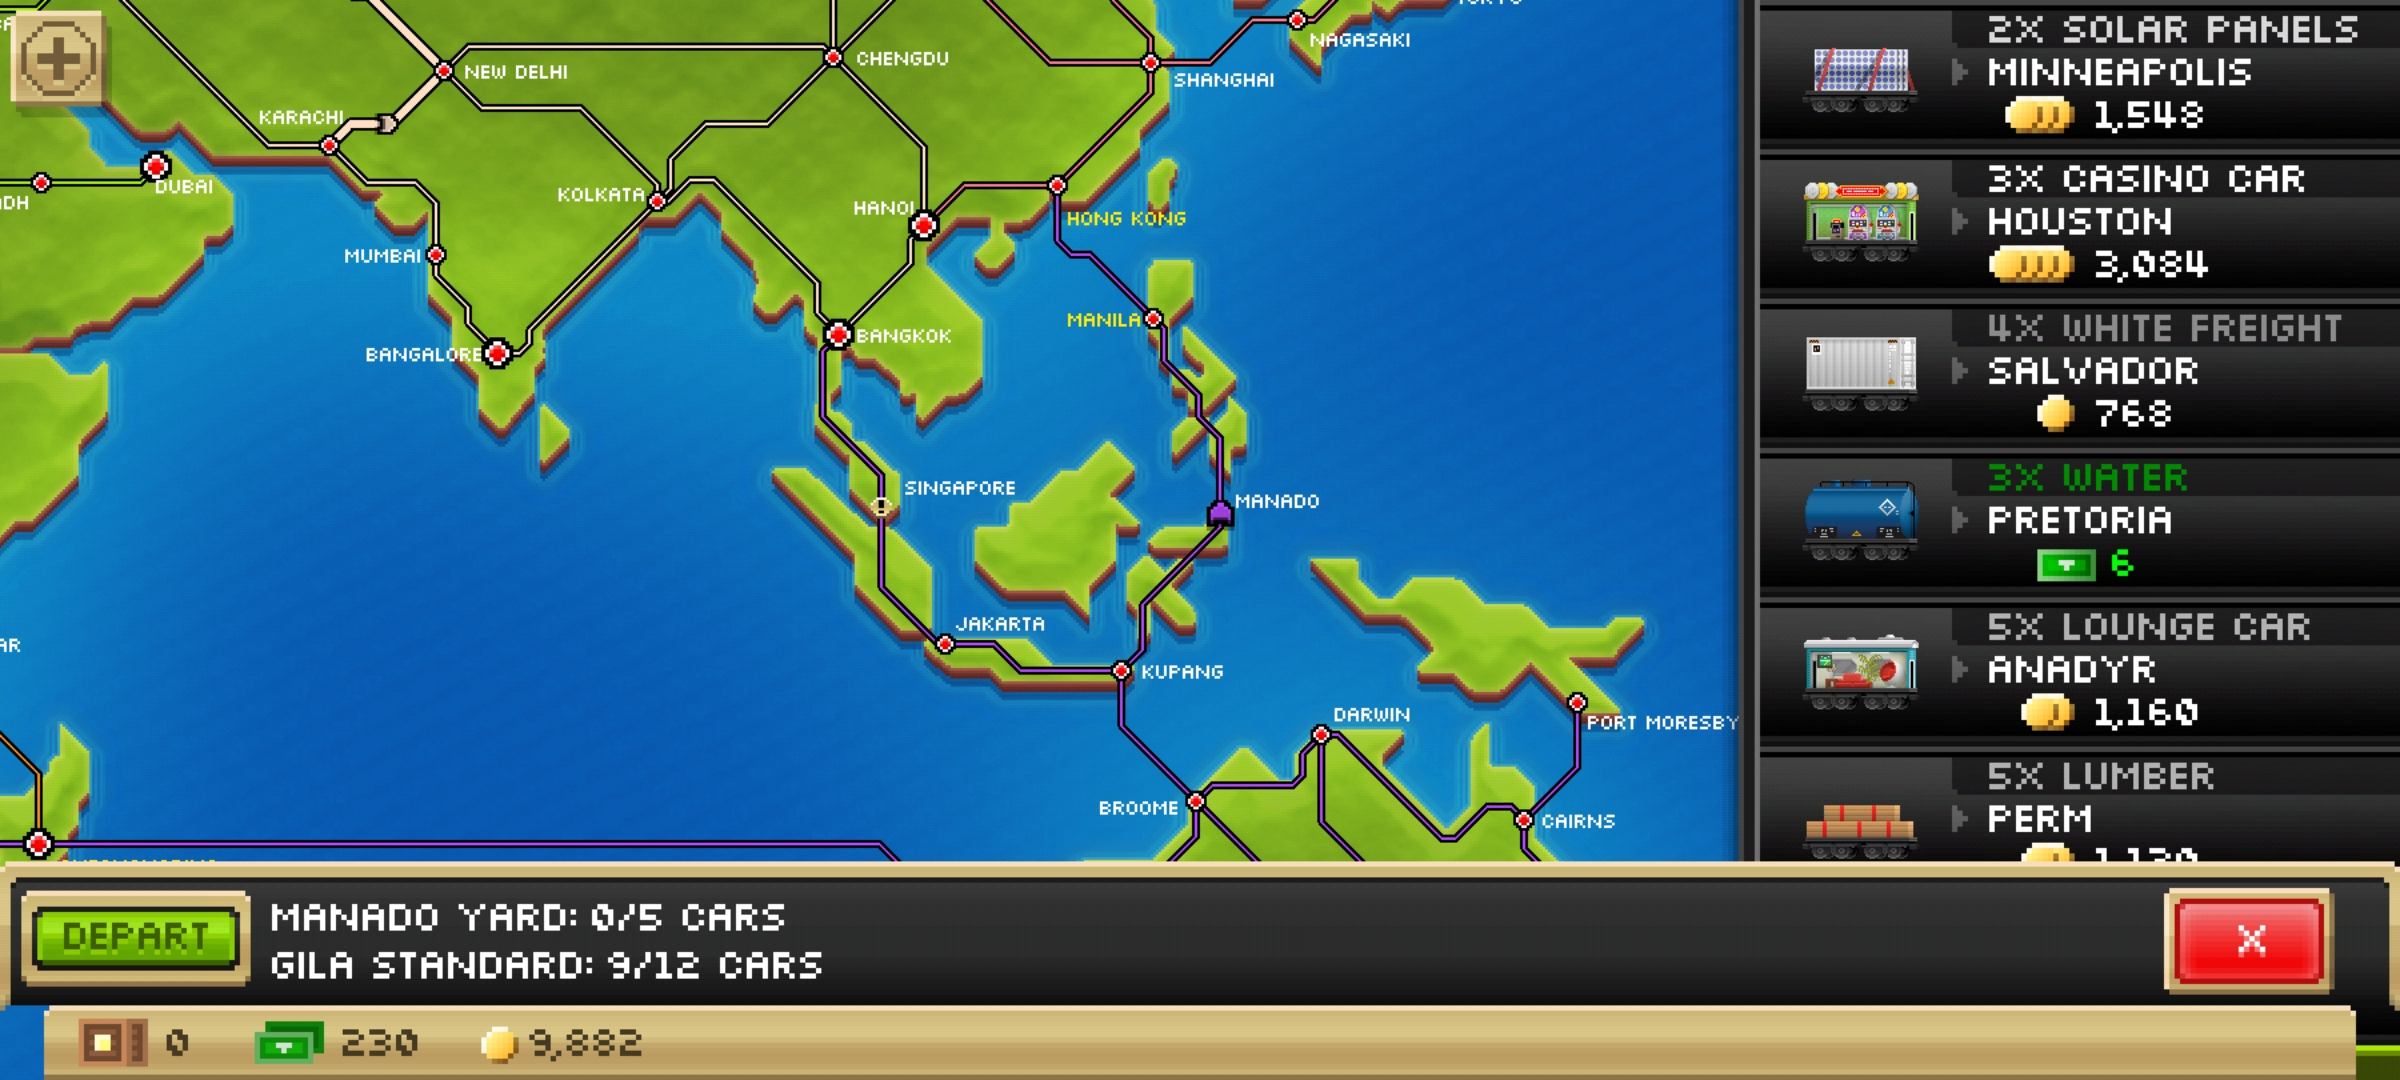 NAGASAKI
NEW DELHI
CHENGDU
SHANGHAI
KARACHI
DUBAI
KOLKATA
HANOI
HONG KONG
MUMBAI
MANILA
BANGALORE
BANGKOK
SINGAPORE
MANADO
JAKARTA
KUPANG
DARWIN
PORT MORESBY
BROOME
CAIRNS
2X SOLAR PANELS
MINNEAPOLIS
1,548
3X CASINO CAR
HOUSTON
3,084
4X WHITE FREIGHT
SALVADOR
768
3X WATER
PRETORIA
6
5X LOUNGE CAR
ANADYR
1,160
5X LUMBER
PERM
DEPART
MANADO YARD: 0/5 CARS
GILA STANDARD: 9/12 CARS
X
0
230
9,882